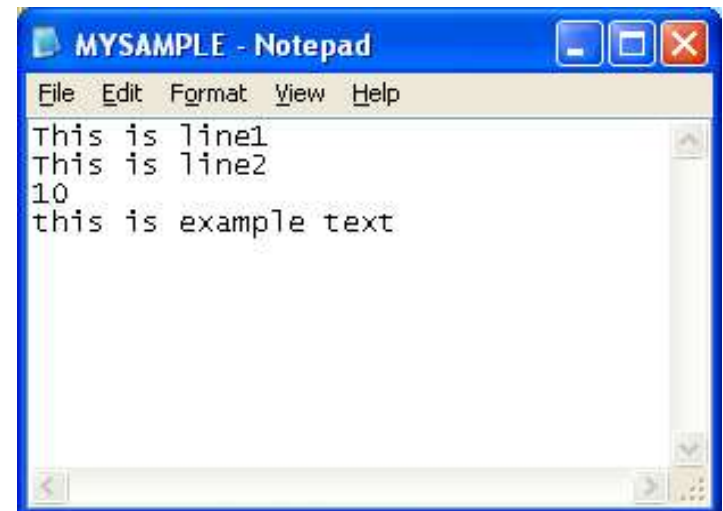 MYSAMPLE - Notepad
File Edit Format View Help
This is line1
This is line2
10
this is example text